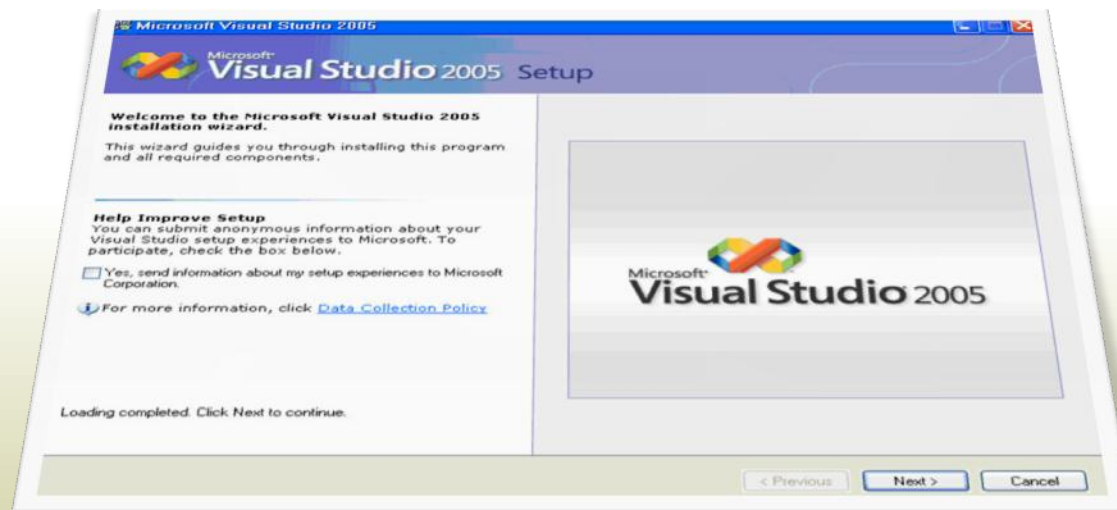 Microsoft Visual Studio 2005
Microsoft
Visual Studio 2005 Setup
Welcome to the Microsoft Visual Studio 2005
installation wizard.
This wizard guides you through installing this program
and all required components.
Help Improve Setup
You can submit anonymous information about your
Visual Studio setup experiences to Microsoft. To
participate, check the box below.
Yes, send information about my setup experiences to Microsoft
Corporation.
For more information, click Data Collection Policy
Loading completed. Click Next to continue.
Microsoft
Visual Studio 2005
< Previous
Next >
Cancel